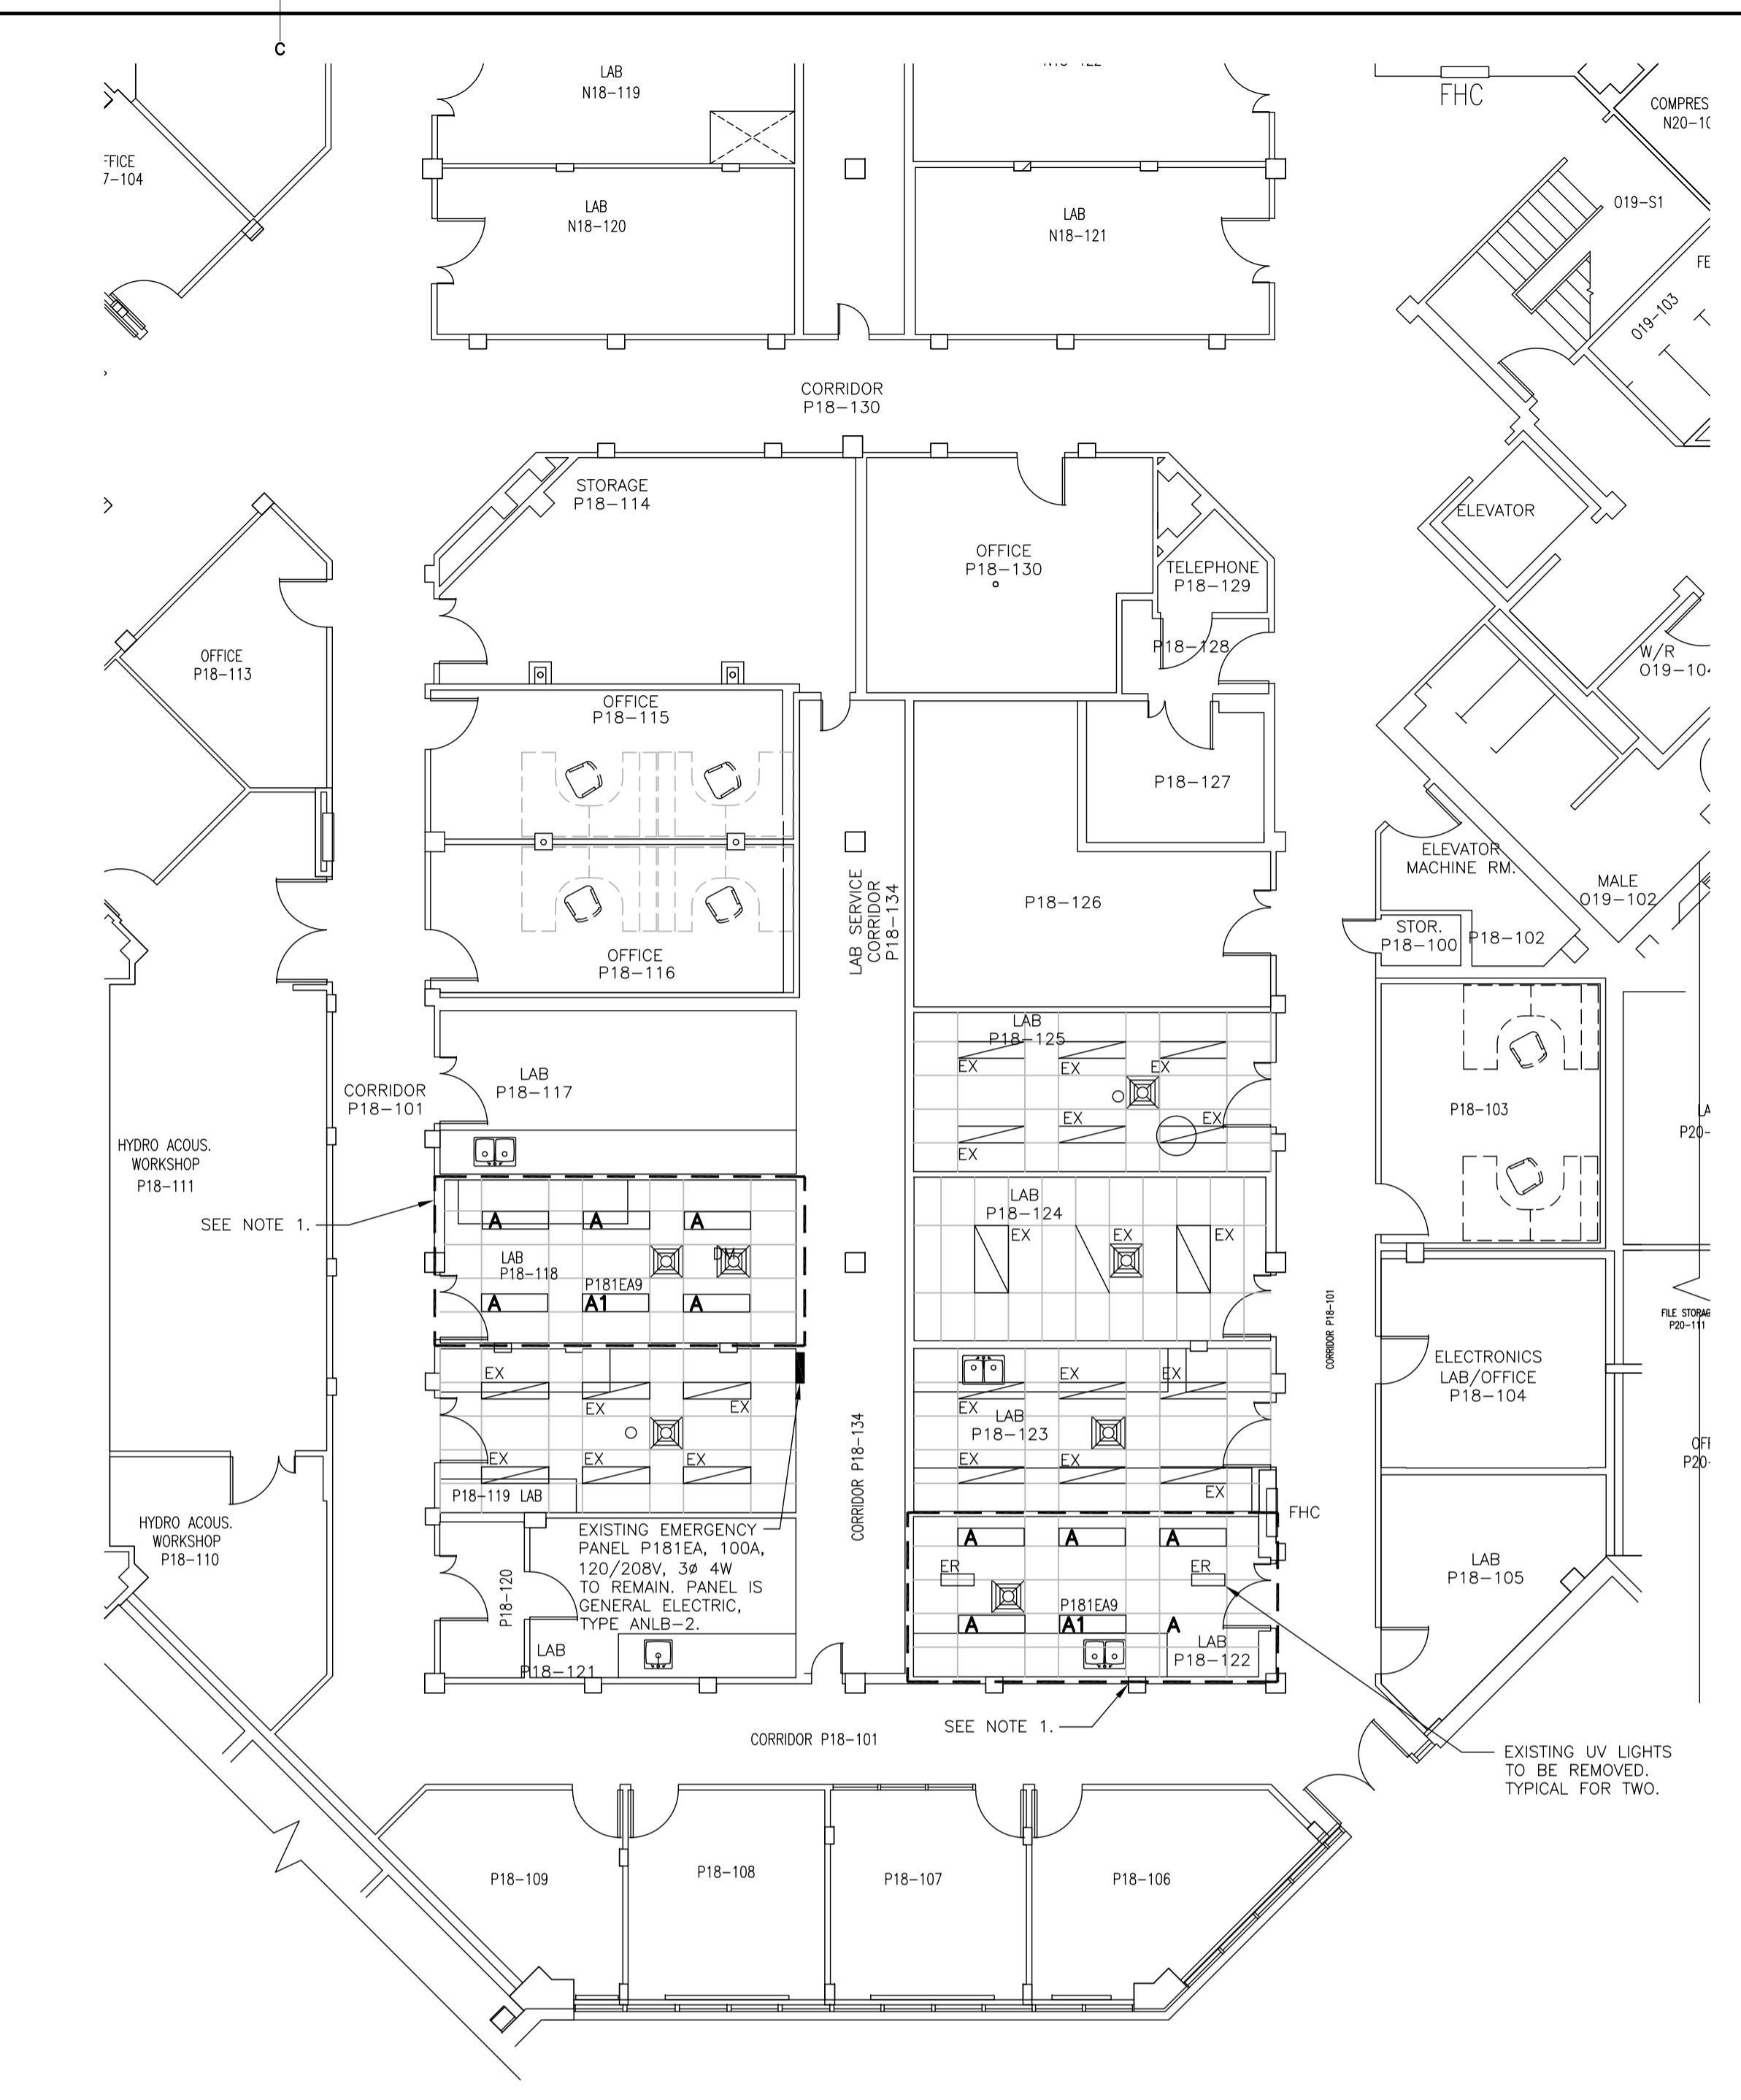 C
LAB
N18-119
FHC
N20-10
019-S1
7-104
LAB
N18-120
LAB
N18-121
019-103
CORRIDOR
P18-130
STORAGE
P18-114
OFFICE
P18-130
TELEPHONE
P18-129
P18-128
ELEVATOR
OFFICE
P18-113
W/R
OFFICE
P18-115
P18-127
ELEVATOR
MACHINE RM.
MALE
019-102
P18-126
LAB SERVICE
CORRIDOR
P18-134
STOR.
P18-100
P18-102
OFFICE
P18-116
LAB
P18-125
EX
EX
EX
EX
EX
EX
LAB
P18-117
CORRIDOR
P18-101
P18-103
HYDRO ACOUS.
WORKSHOP
P18-111
SEE NOTE 1.
A
A
A
LAB
P18-118
P181EA9
A
A1
A
LAB
P18-124
EX
EX
EX
CORRIDOR P18-101
FILE STORAG
P20-111
EX
EX
EX
EX
EX
EX
P18-119 LAB
EX
EX
EX
LAB
P18-123
EX
CORRIDOR P18-134
ELECTRONICS
LAB/OFFICE
P18-104
HYDRO ACOUS.
WORKSHOP
P18-110
EXISTING EMERGENCY
PANEL P181EA, 100A,
120/208V, 3ø 4W
TO REMAIN. PANEL IS
GENERAL ELECTRIC,
TYPE ANLB-2.
P18-120
LAB
P18-121
FHC
A
A
A
ER
ER
P181EA9
A
A1
A
LAB
P18-122
LAB
P18-105
SEE NOTE 1.
CORRIDOR P18-101
EXISTING UV LIGHTS
TO BE REMOVED.
TYPICAL FOR TWO.
P18-109
P18-108
P18-107
P18-106